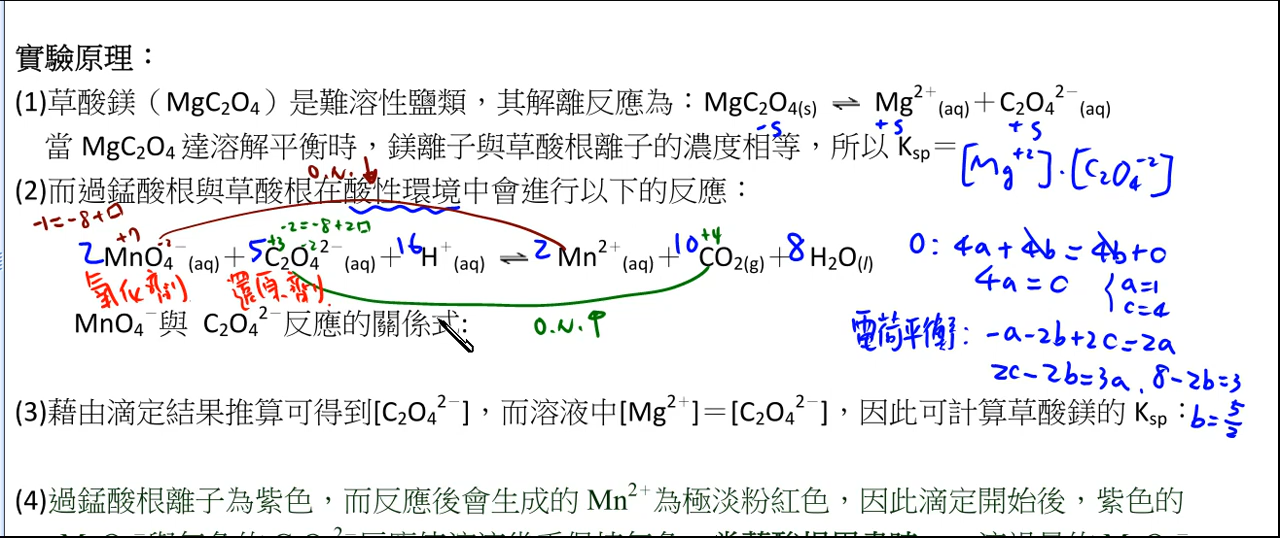 實驗原理：
(1)草酸鎂（MgC₂O₄）是難溶性鹽類，其解離反應為：MgC₂O₄₍ₛ₎ ⇌ Mg²⁺(aq)＋C₂O₄²⁻(aq)
-s +s +s
當 MgC₂O₄ 達溶解平衡時，鎂離子與草酸根離子的濃度相等，所以 Ksp＝ [Mg⁺²]·[C₂O₄⁻²]
O.N.↓
(2)而過錳酸根與草酸根在酸性環境中會進行以下的反應：
-1=-8+□ -2=-8+2□
+7 -2 +3 -2 +4
2MnO₄⁻(aq)＋5C₂O₄²⁻(aq)＋16H⁺(aq) ⇌ 2Mn²⁺(aq)＋10CO₂(g)＋8H₂O(l)
O: 4a+4b=4b+c
4a=c {a=1 c=4
氧化劑 還原劑
MnO₄⁻與 C₂O₄²⁻反應的關係式:
O.N.↑
電荷平衡: -a-2b+2c=2a
2c-2b=3a, 8-2b=3
b=5/2
(3)藉由滴定結果推算可得到[C₂O₄²⁻]，而溶液中[Mg²⁺]＝[C₂O₄²⁻]，因此可計算草酸鎂的 Ksp：
(4)過錳酸根離子為紫色，而反應後會生成的 Mn²⁺為極淡粉紅色，因此滴定開始後，紫色的